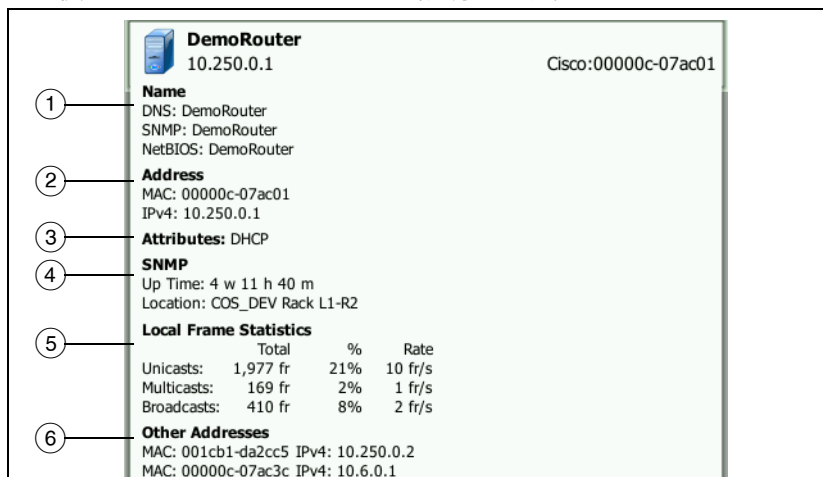 DemoRouter
10.250.0.1 Cisco:00000c-07ac01
1 Name
DNS: DemoRouter
SNMP: DemoRouter
NetBIOS: DemoRouter
2 Address
MAC: 00000c-07ac01
IPv4: 10.250.0.1
3 Attributes: DHCP
4 SNMP
Up Time: 4 w 11 h 40 m
Location: COS_DEV Rack L1-R2
5 Local Frame Statistics
Total % Rate
Unicasts: 1,977 fr 21% 10 fr/s
Multicasts: 169 fr 2% 1 fr/s
Broadcasts: 410 fr 8% 2 fr/s
6 Other Addresses
MAC: 001cb1-da2cc5 IPv4: 10.250.0.2
MAC: 00000c-07ac3c IPv4: 10.6.0.1